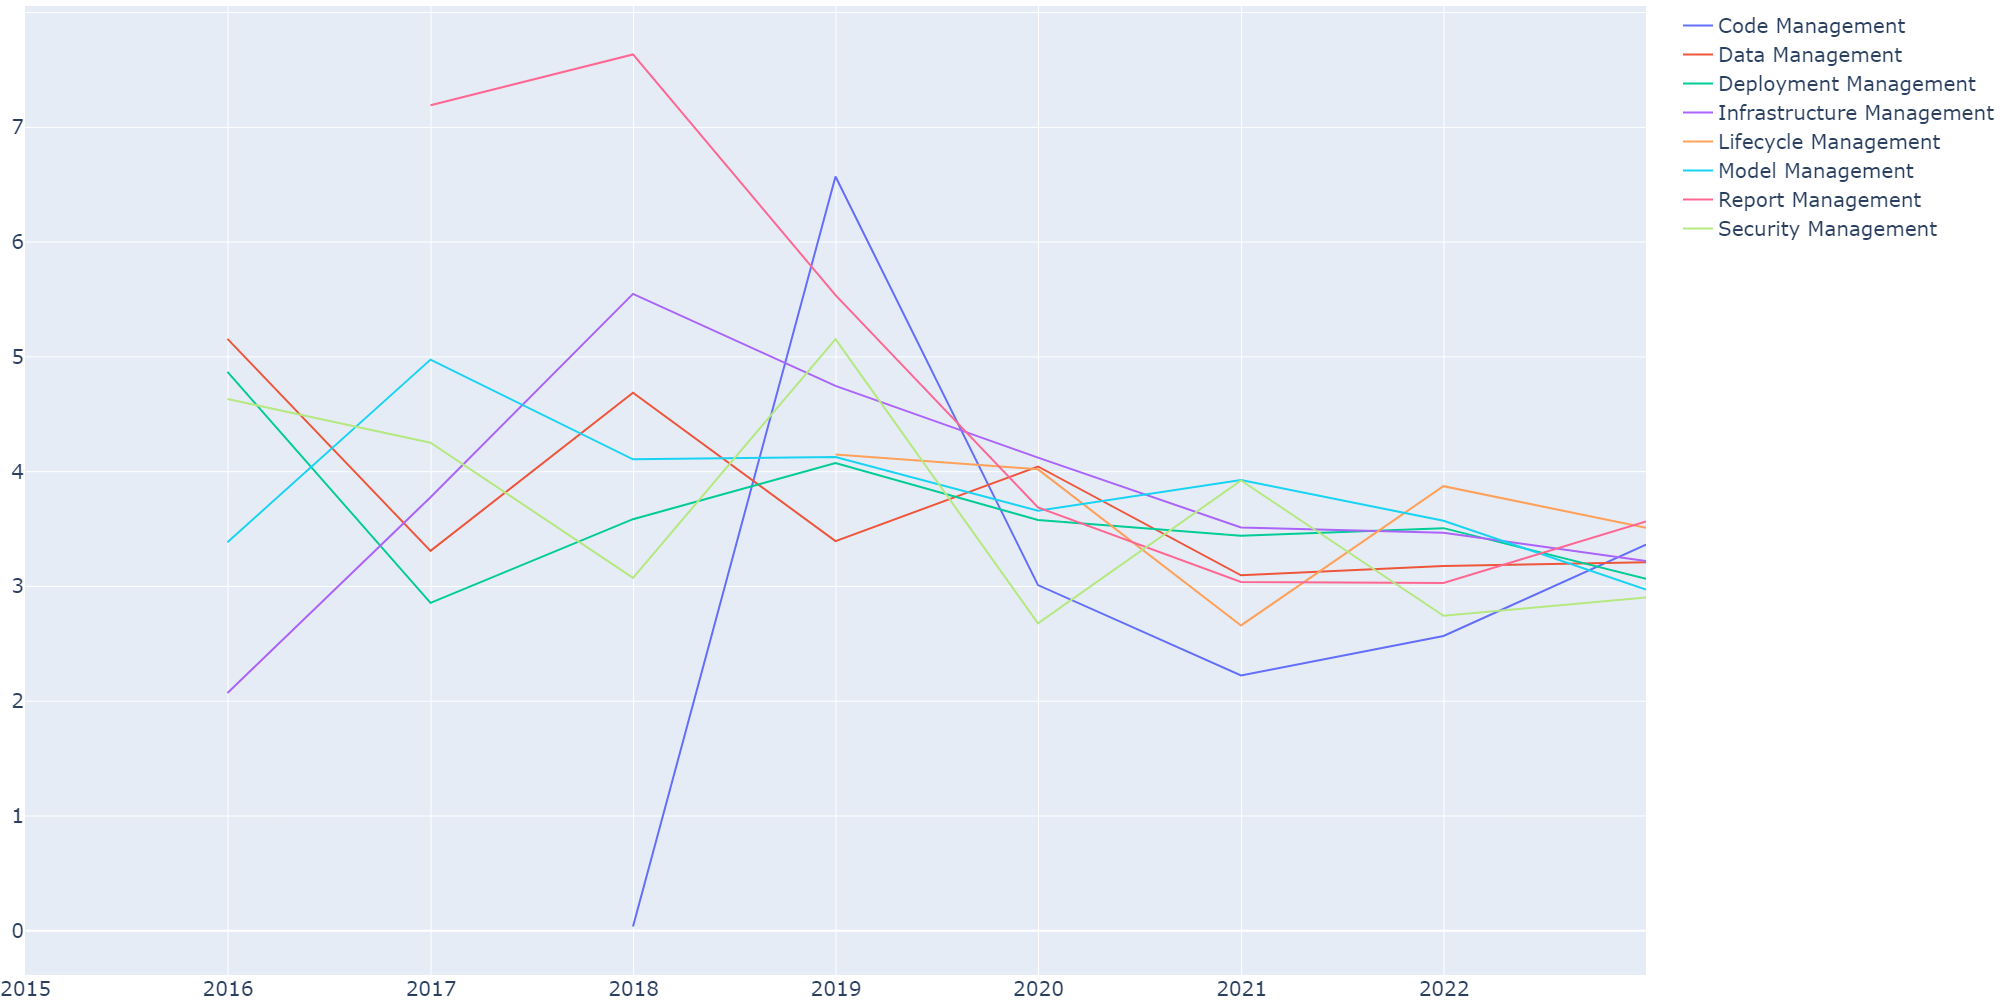 Code Management
Data Management
Deployment Management
Infrastructure Management
Lifecycle Management
Model Management
Report Management
Security Management
7
6
5
4
3
2
1
0
2015 2016 2017 2018 2019 2020 2021 2022